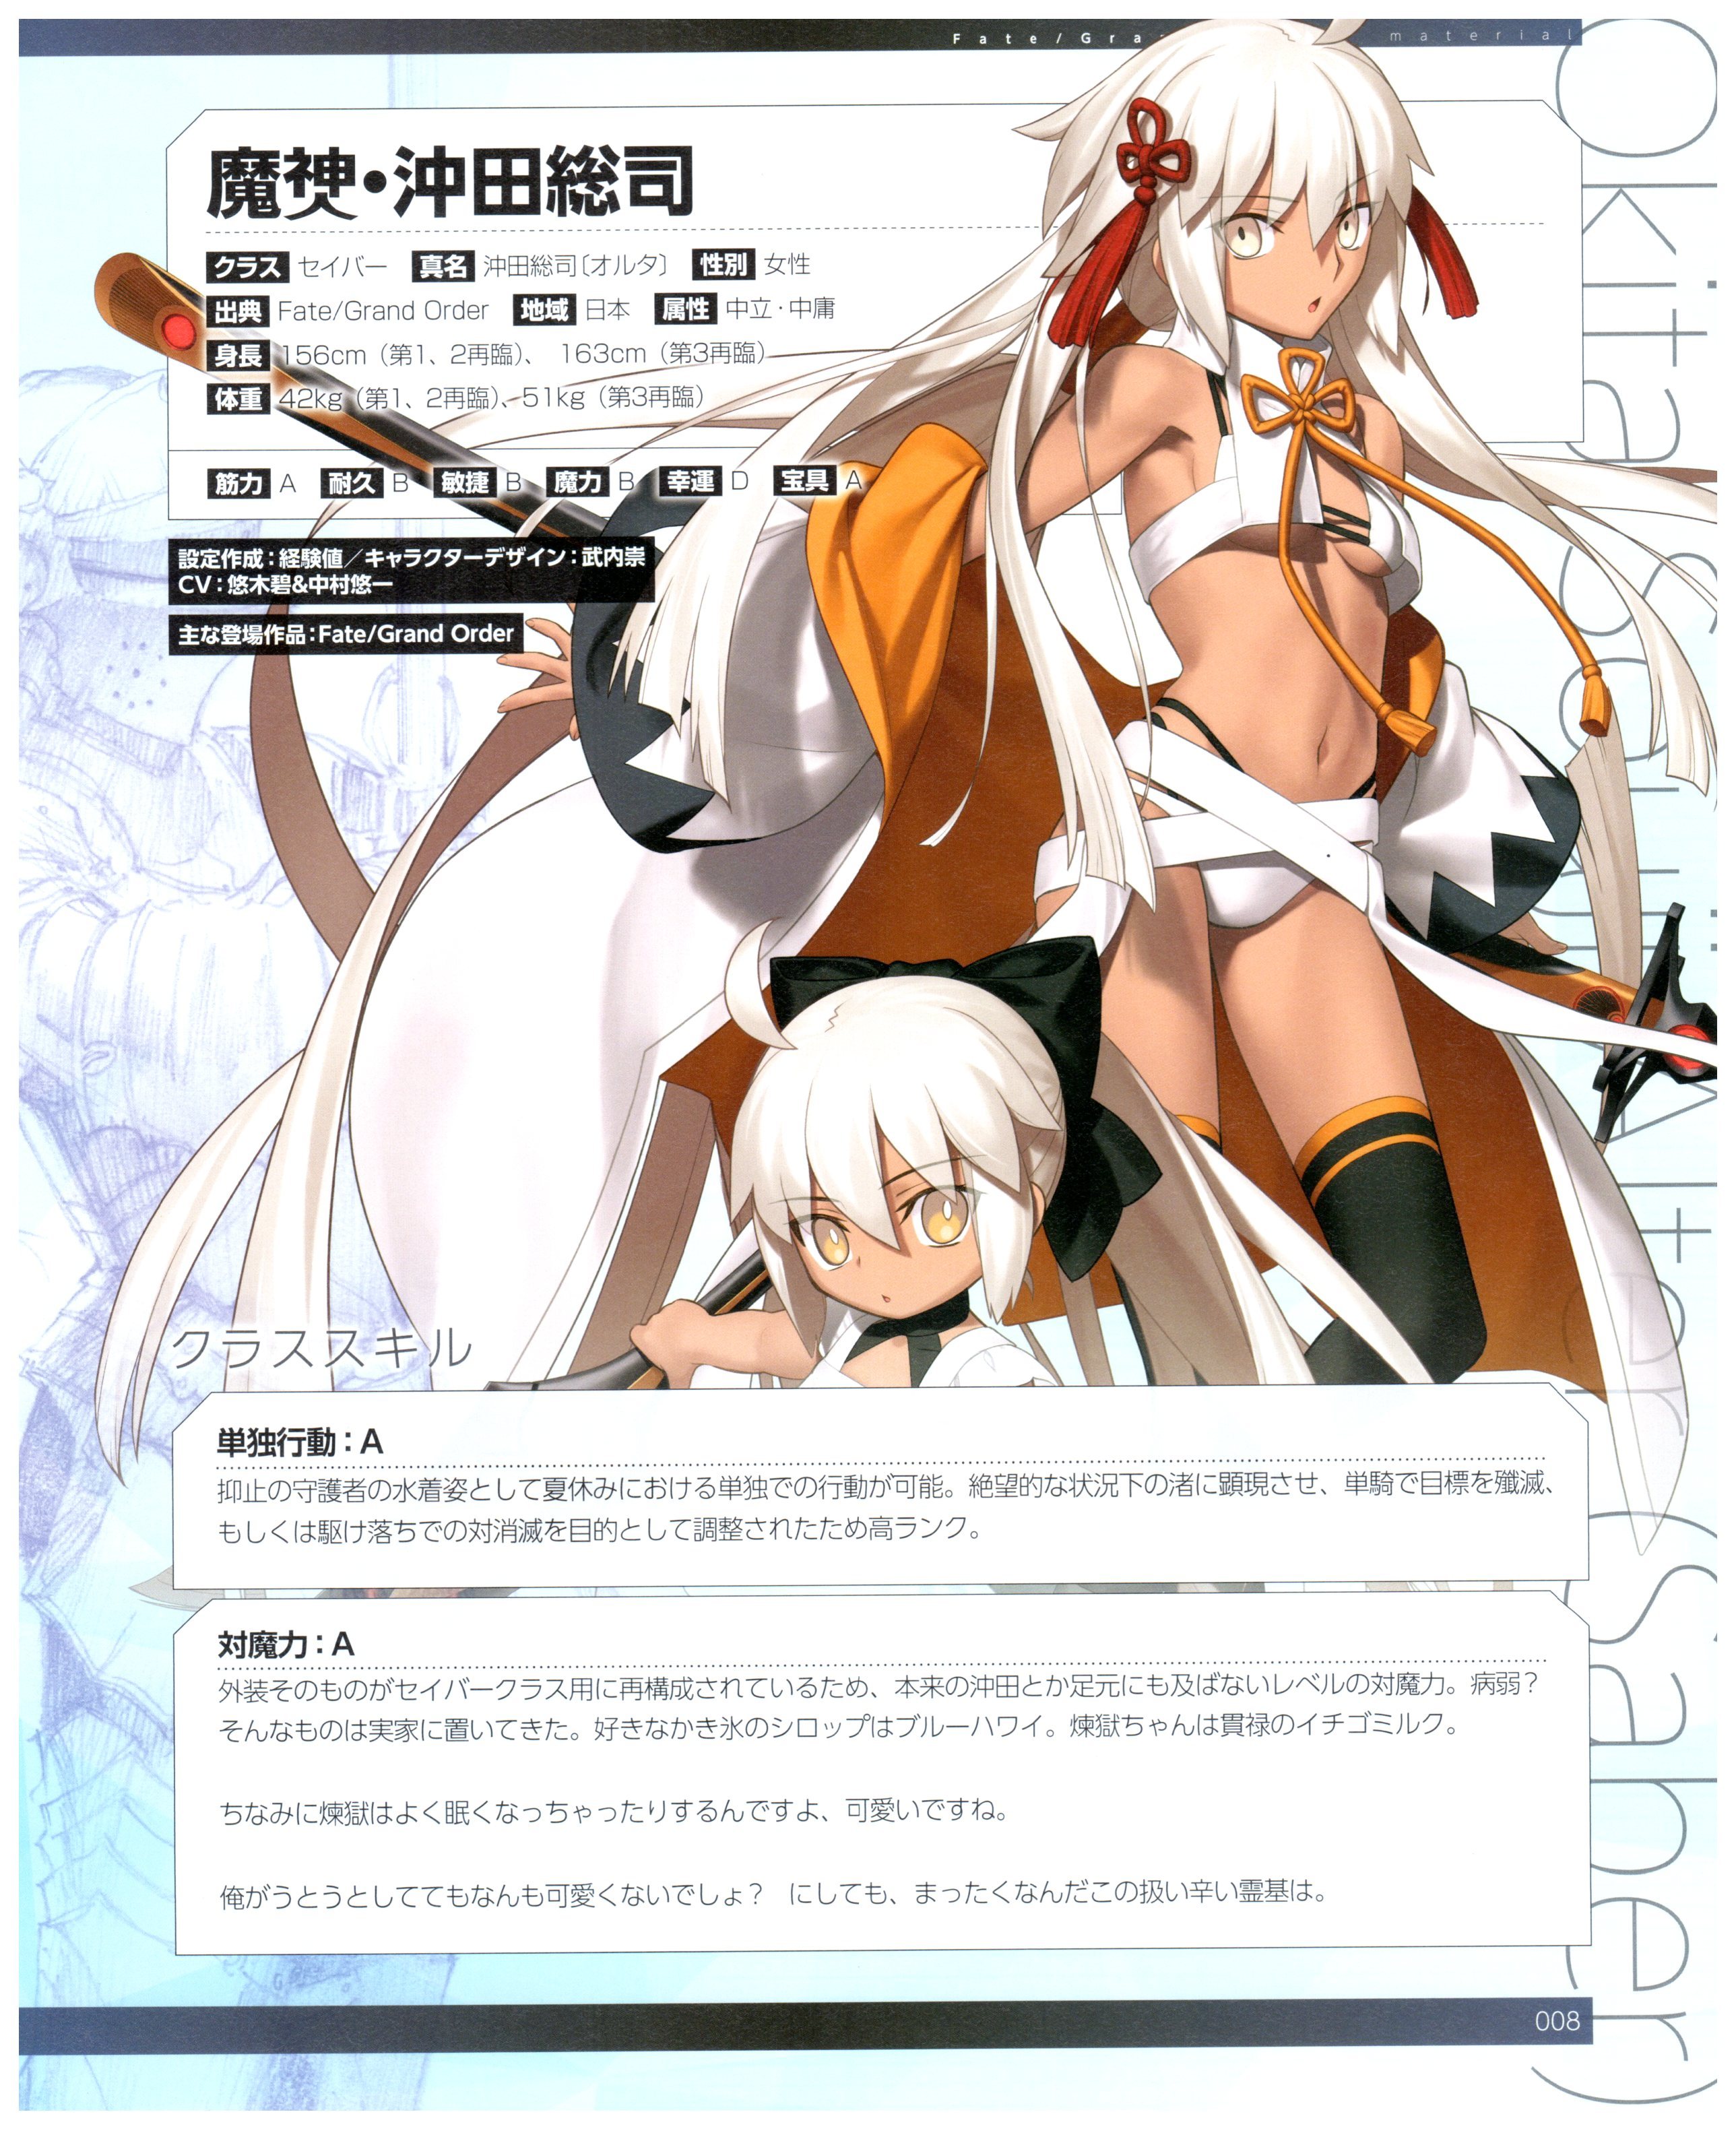 Fate/Gra material
魔神・沖田総司
クラス セイバー 真名 沖田総司〔オルタ〕 性別 女性
出典 Fate/Grand Order 地域 日本 属性 中立・中庸
身長 156cm（第1、2再臨）、 163cm（第3再臨）
体重 42kg（第1、2再臨）、51kg（第3再臨）
筋力 A 耐久 B 敏捷 B 魔力 B 幸運 D 宝具 A
設定作成：経験値／キャラクターデザイン：武内崇
CV：悠木碧&中村悠一
主な登場作品：Fate/Grand Order
クラススキル
単独行動：A
抑止の守護者の水着姿として夏休みにおける単独での行動が可能。絶望的な状況下の渚に顕現させ、単騎で目標を殲滅、
もしくは駆け落ちでの対消滅を目的として調整されたため高ランク。
対魔力：A
外装そのものがセイバークラス用に再構成されているため、本来の沖田とか足元にも及ばないレベルの対魔力。病弱？
そんなものは実家に置いてきた。好きなかき氷のシロップはブルーハワイ。煉獄ちゃんは貫禄のイチゴミルク。
ちなみに煉獄はよく眠くなっちゃったりするんですよ、可愛いですね。
俺がうとうとしててもなんも可愛くないでしょ？ にしても、まったくなんだこの扱い辛い霊基は。
008
Okita Souji Alter Saber)